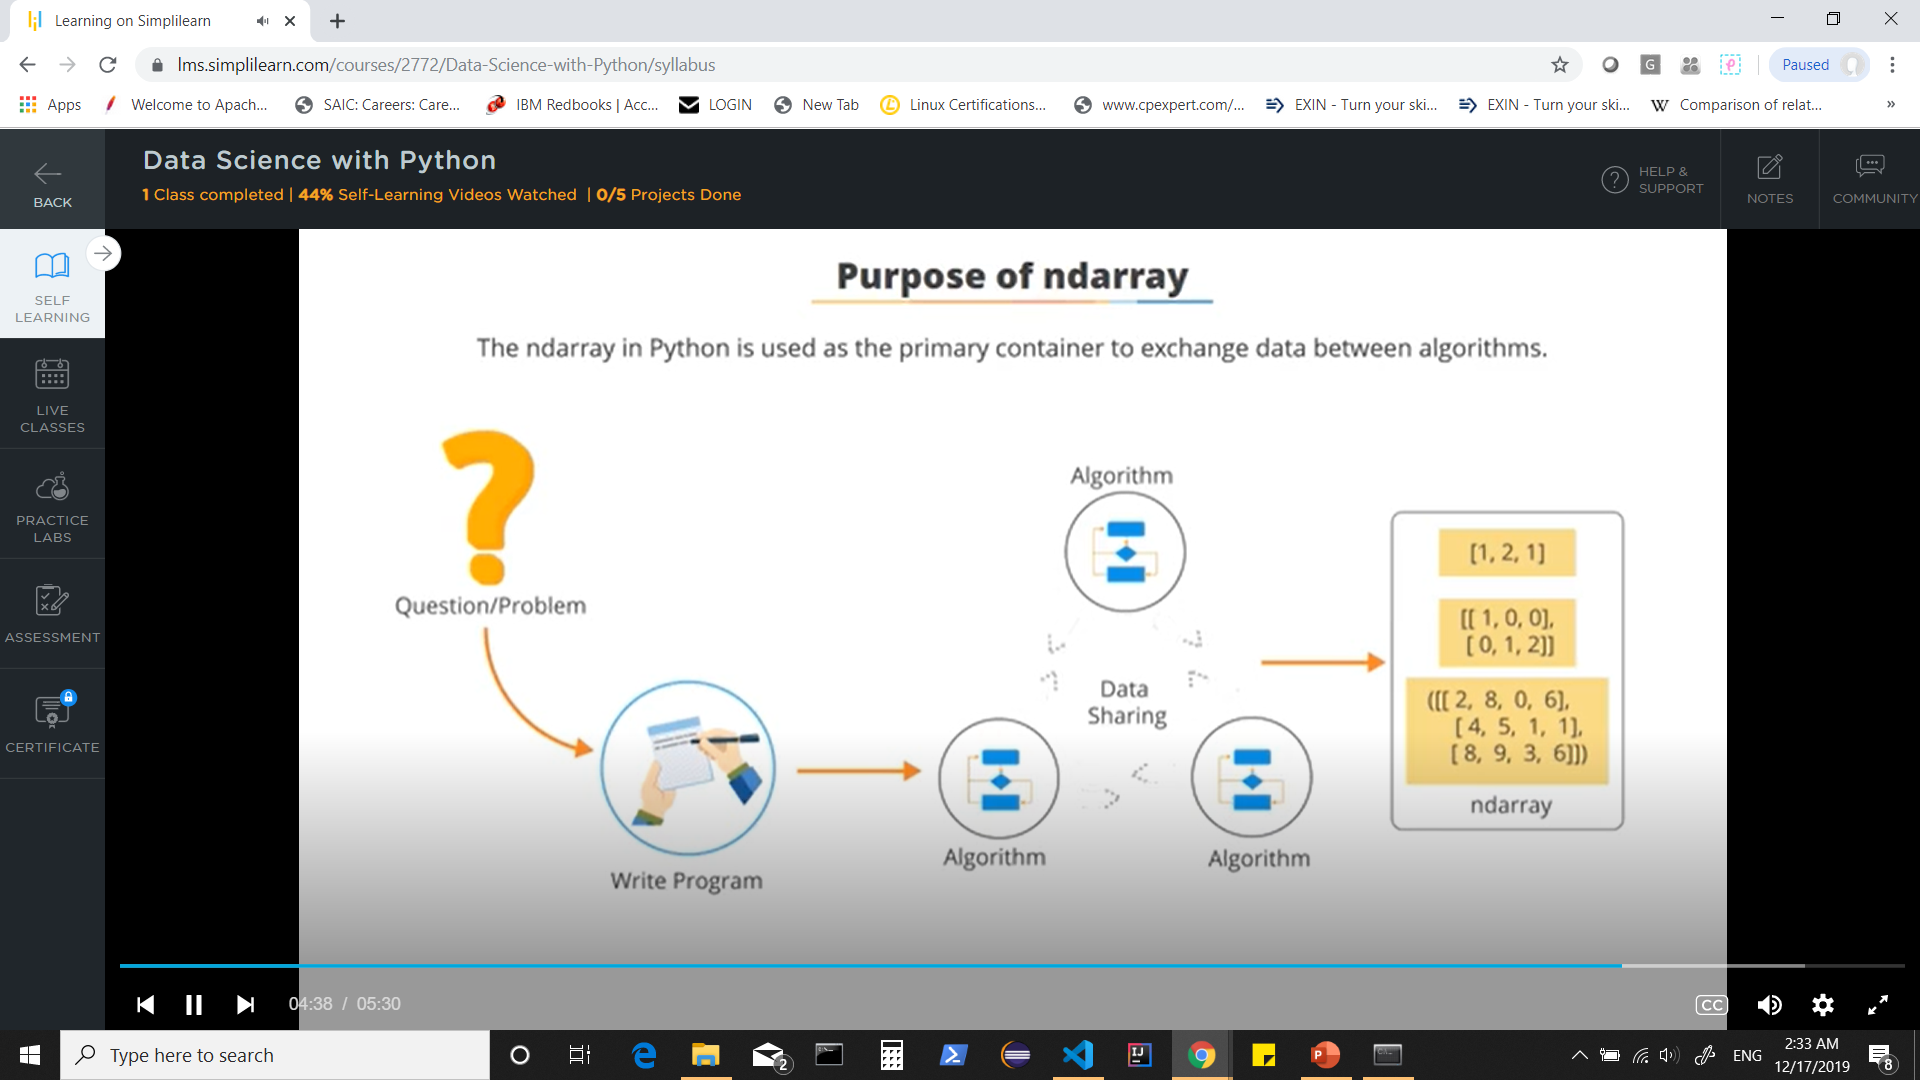 Learning on Simplilearn
lms.simplilearn.com/courses/2772/Data-Science-with-Python/syllabus
G
Paused
Apps
Welcome to Apach...
SAIC: Careers: Care...
IBM Redbooks | Acc...
LOGIN
New Tab
Linux Certifications...
www.cpexpert.com/...
EXIN - Turn your ski...
EXIN - Turn your ski...
W
Comparison of relat...
»
BACK
Data Science with Python
1 Class completed | 44% Self-Learning Videos Watched | 0/5 Projects Done
?
HELP &
SUPPORT
NOTES
COMMUNITY
SELF
LEARNING
LIVE
CLASSES
PRACTICE
LABS
ASSESSMENT
CERTIFICATE
Purpose of ndarray
The ndarray in Python is used as the primary container to exchange data between algorithms.
?
Question/Problem
Write Program
Algorithm
Data
Sharing
Algorithm
Algorithm
[1, 2, 1]
[[ 1, 0, 0],
[ 0, 1, 2]]
([[ 2, 8, 0, 6],
[ 4, 5, 1, 1],
[ 8, 9, 3, 6]])
ndarray
04:38 / 05:30
CC
Type here to search
2
IJ
P
ENG
2:33 AM
12/17/2019
8